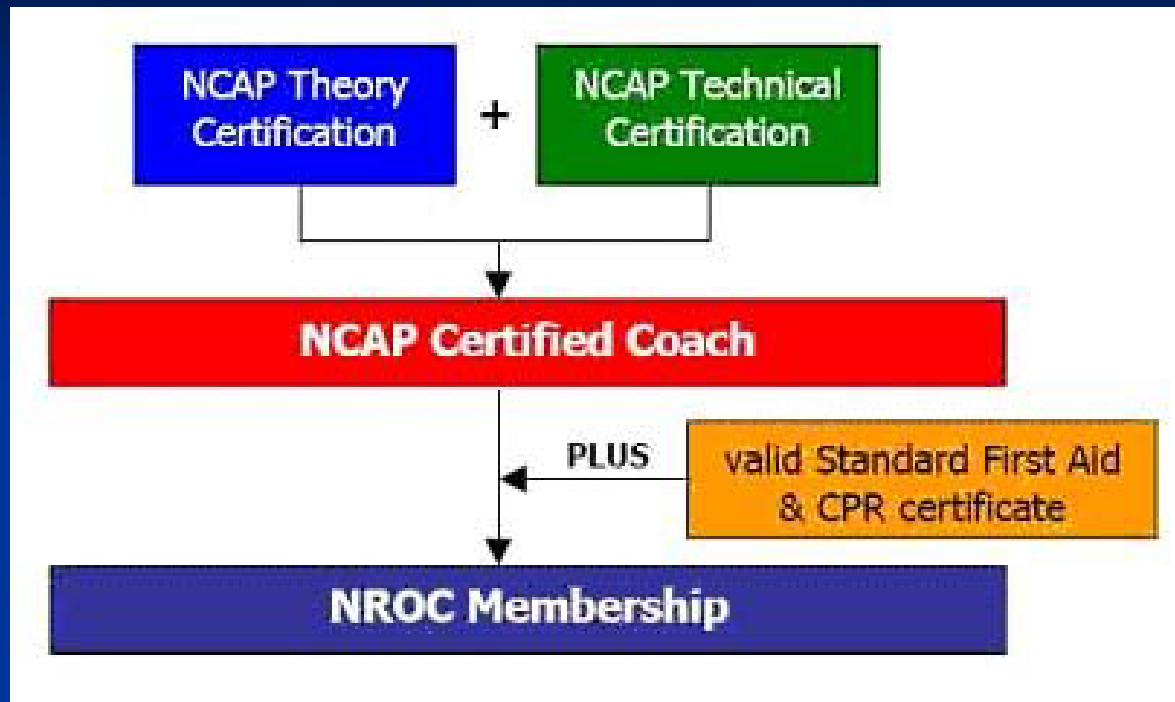 NCAP Theory
Certification
+
NCAP Technical
Certification
NCAP Certified Coach
PLUS
valid Standard First Aid
& CPR certificate
NROC Membership